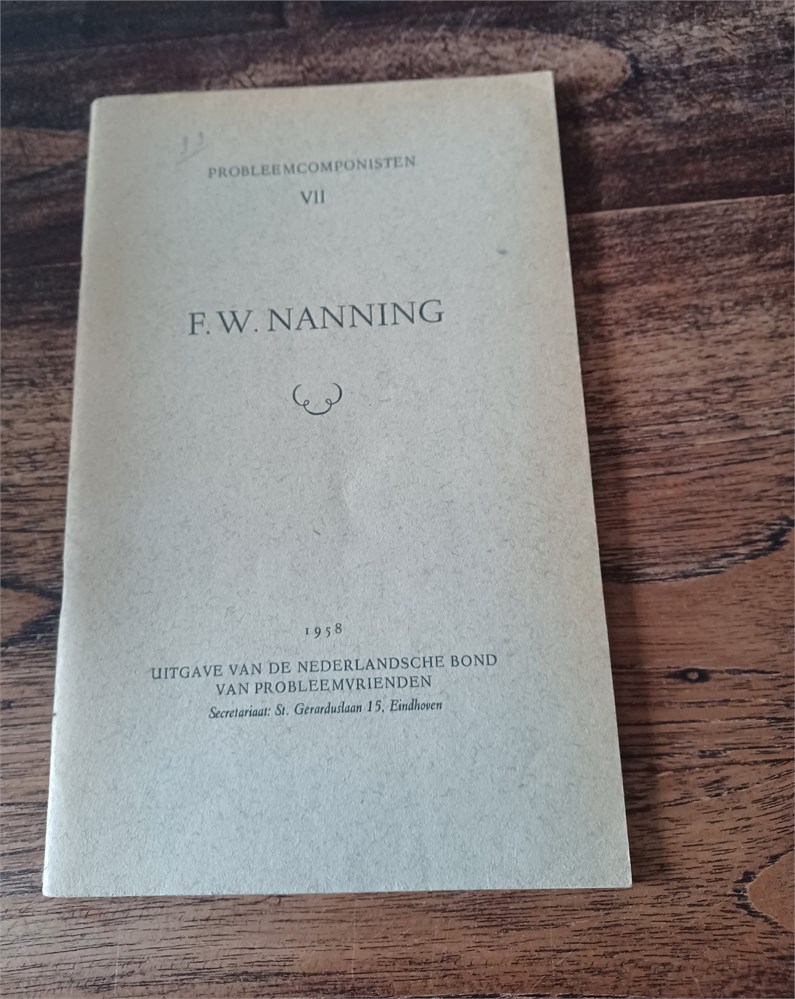 PROBLEEMCOMPONISTEN
VII
F. W. NANNING
1958
UITGAVE VAN DE NEDERLANDSCHE BOND
VAN PROBLEEMVRIENDEN
Secretariaat: St. Gerarduslaan 15, Eindhoven